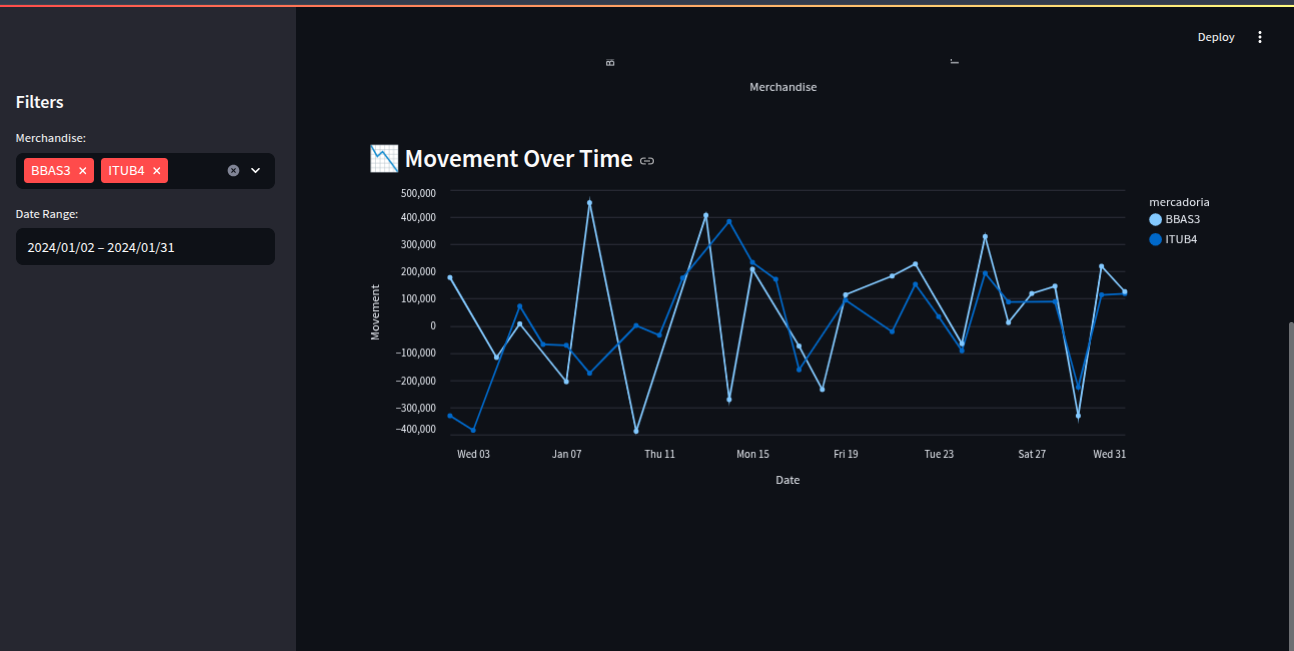 Deploy
Filters
Merchandise:
BBAS3
ITUB4
Date Range:
2024/01/02 – 2024/01/31
Merchandise
Movement Over Time
500,000
400,000
300,000
200,000
100,000
0
−100,000
−200,000
−300,000
−400,000
Movement
Wed 03
Jan 07
Thu 11
Mon 15
Fri 19
Tue 23
Sat 27
Wed 31
Date
mercadoria
BBAS3
ITUB4